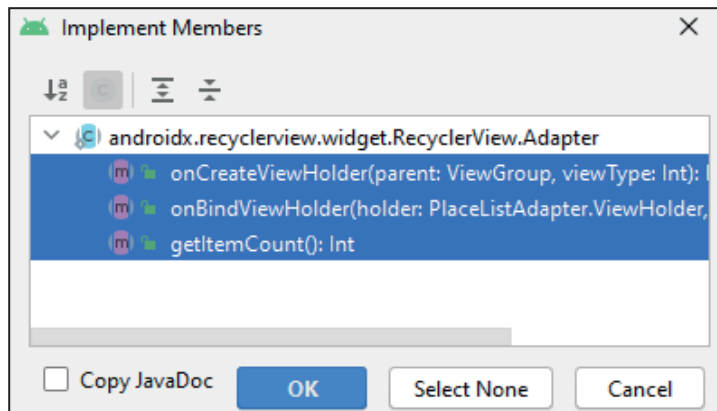 Implement Members
androidx.recyclerview.widget.RecyclerView.Adapter
onCreateViewHolder(parent: ViewGroup, viewType: Int):
onBindViewHolder(holder: PlaceListAdapter.ViewHolder,
getItemCount(): Int
Copy JavaDoc OK Select None Cancel